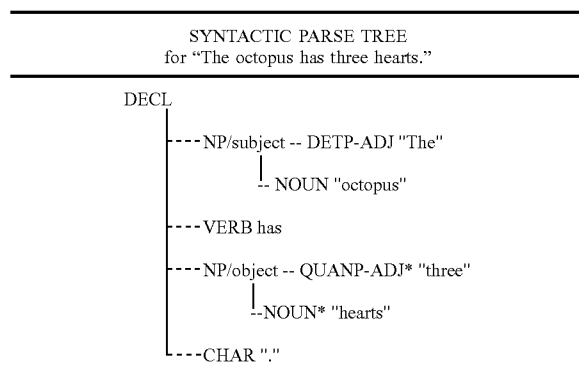 SYNTACTIC PARSE TREE
for “The octopus has three hearts.”
DECL
NP/subject -- DETP-ADJ "The"
-- NOUN "octopus"
VERB has
NP/object -- QUANP-ADJ* "three"
--NOUN* "hearts"
CHAR "."